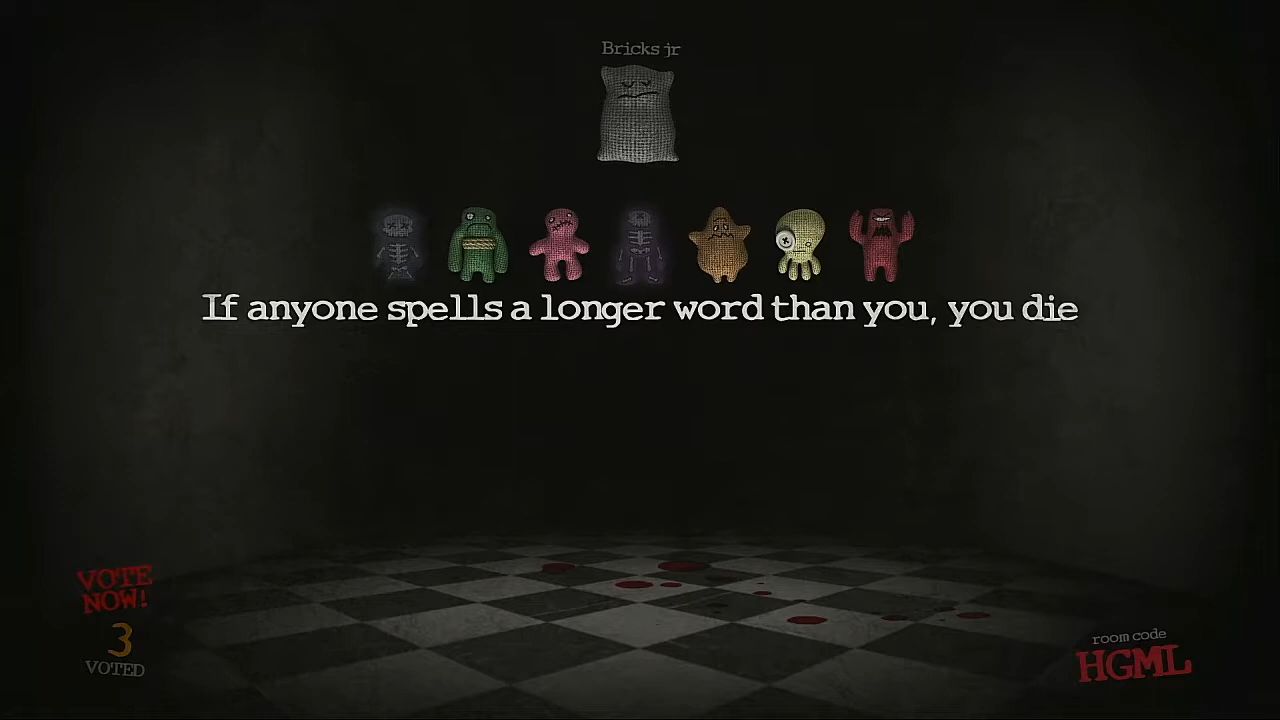 Bricks jr
If anyone spells a longer word than you, you die
VOTE
NOW!
3
VOTED
room code
HGML